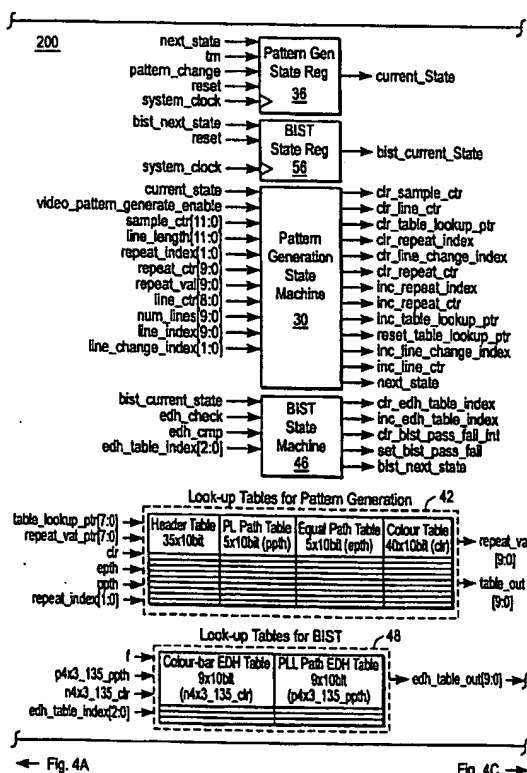 200
next_state
trn
pattern_change
reset
system_clock
Pattern Gen
State Reg
36
current_State
bist_next_state
reset
system_clock
BIST
State Reg
56
bist_current_State
current_state
video_pattern_generate_enable
sample_ctr[11:0]
line_length[11:0]
repeat_index[1:0]
repeat_ctr[9:0]
repeat_val[9:0]
line_ctr[8:0]
num_lines[9:0]
line_index[9:0]
line_change_index[1:0]
Pattern
Generation
State
Machine
30
clr_sample_ctr
clr_line_ctr
clr_table_lookup_ptr
clr_repeat_index
clr_line_change_index
clr_repeat_ctr
inc_repeat_index
inc_repeat_ctr
inc_table_lookup_ptr
reset_table_lookup_ptr
inc_line_change_index
inc_line_ctr
next_state
bist_current_state
edh_check
edh_cmp
edh_table_index[2:0]
BIST
State
Machine
46
clr_edh_table_index
inc_edh_table_index
clr_bist_pass_fail_int
set_bist_pass_fail
bist_next_state
Look-up Tables for Pattern Generation
42
table_lookup_ptr[7:0]
repeat_val_ptr[7:0]
clr
epth
ppth
repeat_index[1:0]
Header Table
35x10bit
PL Path Table
5x10bit (ppth)
Equal Path Table
5x10bit (epth)
Colour Table
40x10bit (clr)
repeat_va
[9:0]
table_out
[9:0]
Look-up Tables for BIST
48
f
p4x3_135_ppth
n4x3_135_clr
edh_table_index[2:0]
Colour-bar EDH Table
9x10bit
(n4x3_135_clr)
PLL Path EDH Table
9x10bit
(p4x3_135_ppth)
edh_table_out[9:0]
Fig. 4A
Fig. 4C